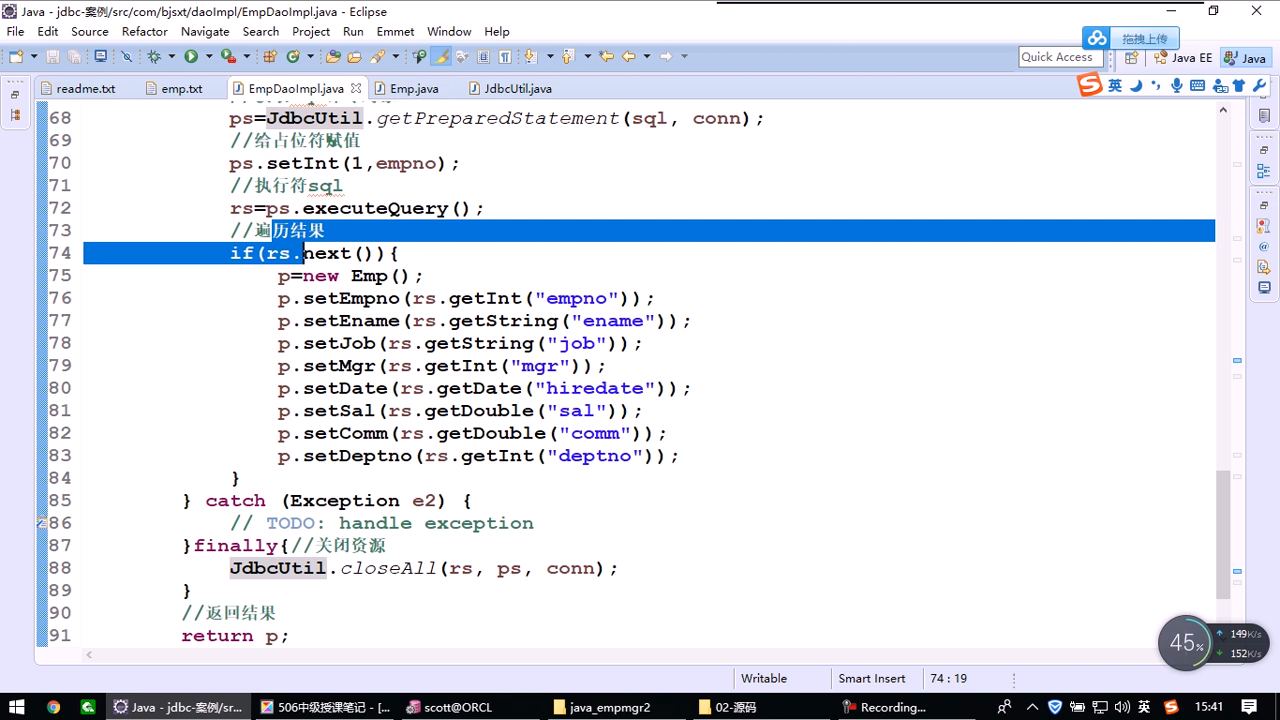 Java - jdbc-案例/src/com/bjsxt/daoImpl/EmpDaoImpl.java - Eclipse
File Edit Source Refactor Navigate Search Project Run Emmet Window Help
拖拽上传
Quick Access
Java EE
Java
英
readme.txt
emp.txt
EmpDaoImpl.java
Emp.java
JdbcUtil.java
68 ps=JdbcUtil.getPreparedStatement(sql, conn);
69 //给占位符赋值
70 ps.setInt(1,empno);
71 //执行符sql
72 rs=ps.executeQuery();
73 //遍历结果
74 if(rs.next()){
75 p=new Emp();
76 p.setEmpno(rs.getInt("empno"));
77 p.setEname(rs.getString("ename"));
78 p.setJob(rs.getString("job"));
79 p.setMgr(rs.getInt("mgr"));
80 p.setDate(rs.getDate("hiredate"));
81 p.setSal(rs.getDouble("sal"));
82 p.setComm(rs.getDouble("comm"));
83 p.setDeptno(rs.getInt("deptno"));
84 }
85 } catch (Exception e2) {
86 // TODO: handle exception
87 }finally{//关闭资源
88 JdbcUtil.closeAll(rs, ps, conn);
89 }
90 //返回结果
91 return p;
45%
149K/s
152K/s
Writable
Smart Insert
74 : 19
Java - jdbc-案例/sr...
506中级授课笔记 - [...
scott@ORCL
java_empmgr2
02-源码
Recording...
英
15:41